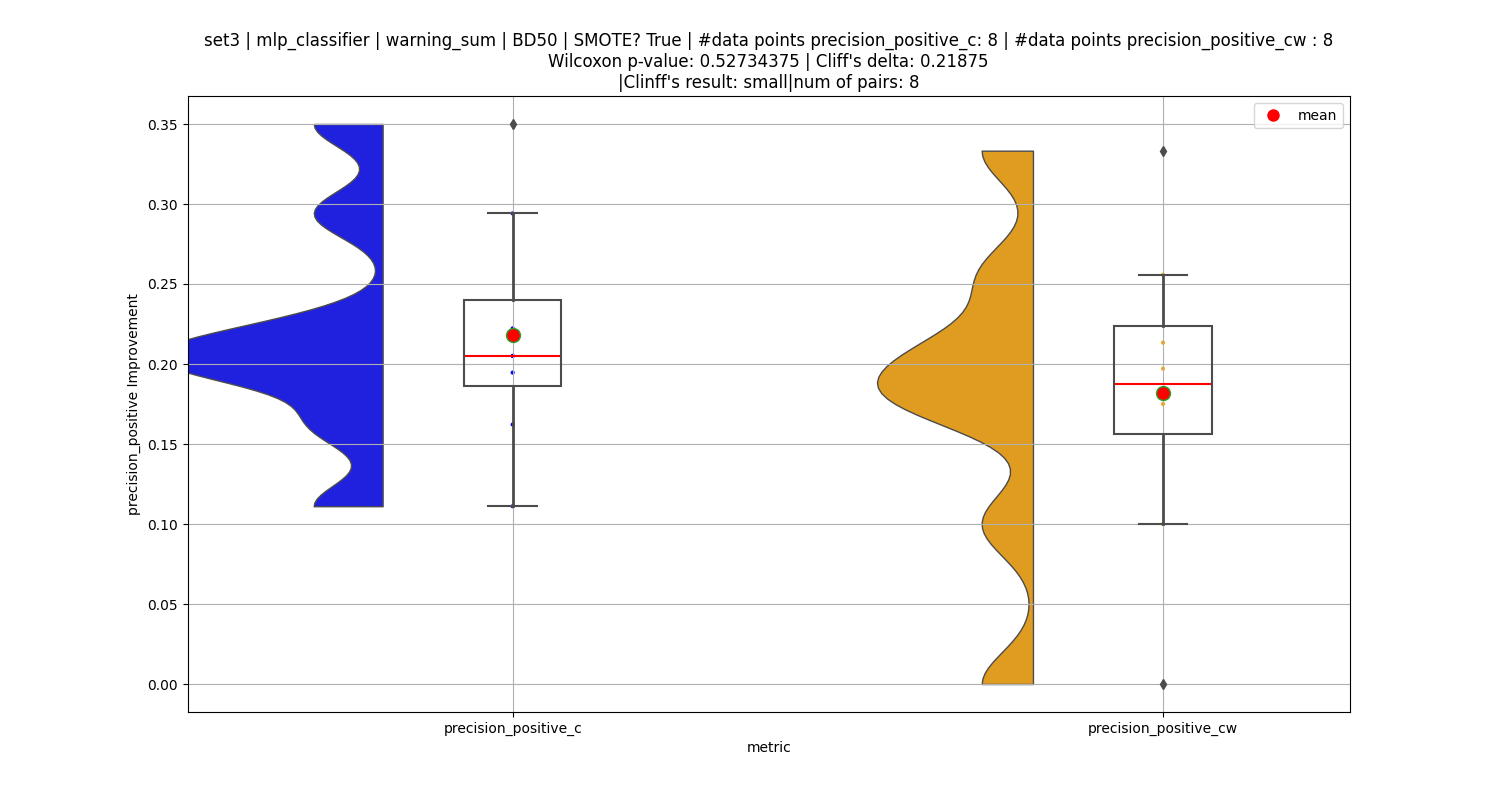 set3 | mlp_classifier | warning_sum | BD50 | SMOTE? True | #data points precision_positive_c: 8 | #data points precision_positive_cw : 8
Wilcoxon p-value: 0.52734375 | Cliff's delta: 0.21875
|Clinff's result: small|num of pairs: 8
mean
0.35
0.30
0.25
0.20
0.15
0.10
0.05
0.00
precision_positive Improvement
precision_positive_c
precision_positive_cw
metric